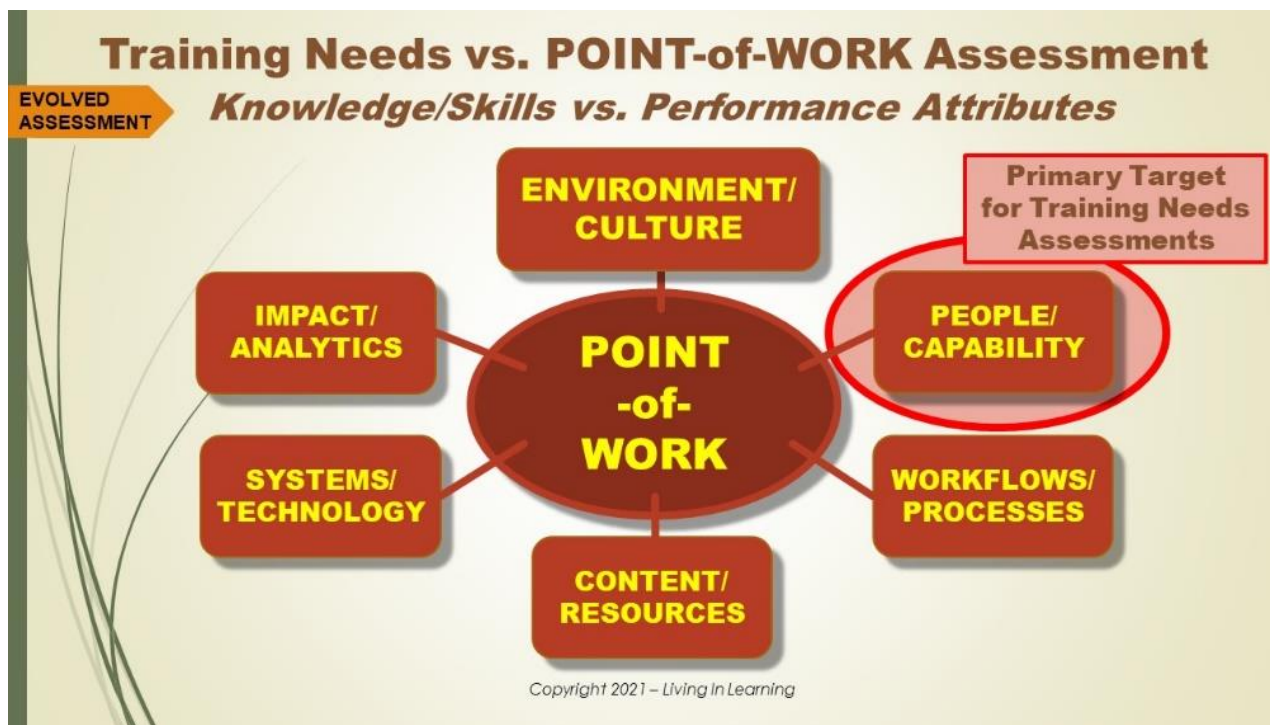 Training Needs vs. POINT-of-WORK Assessment
EVOLVED
ASSESSMENT
Knowledge/Skills vs. Performance Attributes
ENVIRONMENT/
CULTURE
Primary Target
for Training Needs
Assessments
IMPACT/
ANALYTICS
POINT
-of-
WORK
PEOPLE/
CAPABILITY
SYSTEMS/
TECHNOLOGY
WORKFLOWS/
PROCESSES
CONTENT/
RESOURCES
Copyright 2021 – Living In Learning